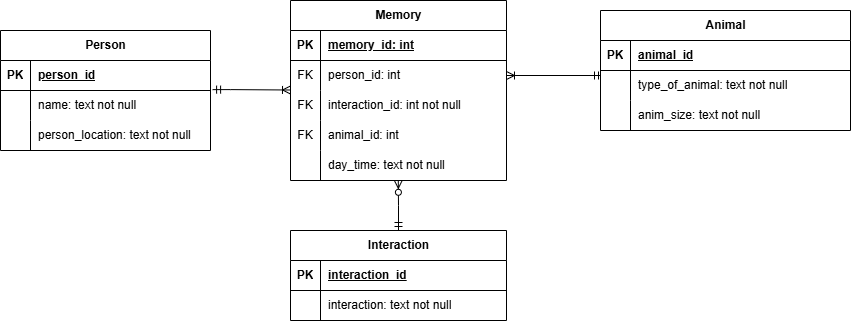 Person
PK person_id
name: text not null
person_location: text not null
Memory
PK memory_id: int
FK person_id: int
FK interaction_id: int not null
FK animal_id: int
day_time: text not null
Animal
PK animal_id
type_of_animal: text not null
anim_size: text not null
Interaction
PK interaction_id
interaction: text not null